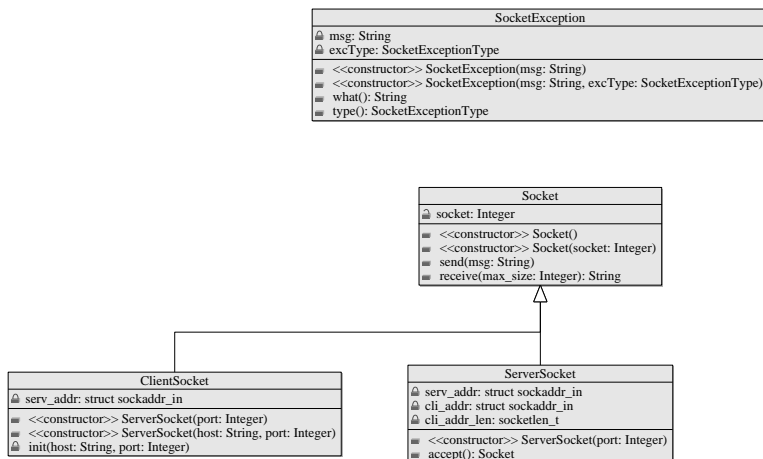 SocketException
msg: String
excType: SocketExceptionType
<<constructor>> SocketException(msg: String)
<<constructor>> SocketException(msg: String, excType: SocketExceptionType)
what(): String
type(): SocketExceptionType
Socket
socket: Integer
<<constructor>> Socket()
<<constructor>> Socket(socket: Integer)
send(msg: String)
receive(max_size: Integer): String
ClientSocket
serv_addr: struct sockaddr_in
<<constructor>> ServerSocket(port: Integer)
<<constructor>> ServerSocket(host: String, port: Integer)
init(host: String, port: Integer)
ServerSocket
serv_addr: struct sockaddr_in
cli_addr: struct sockaddr_in
cli_addr_len: socketlen_t
<<constructor>> ServerSocket(port: Integer)
accept(): Socket